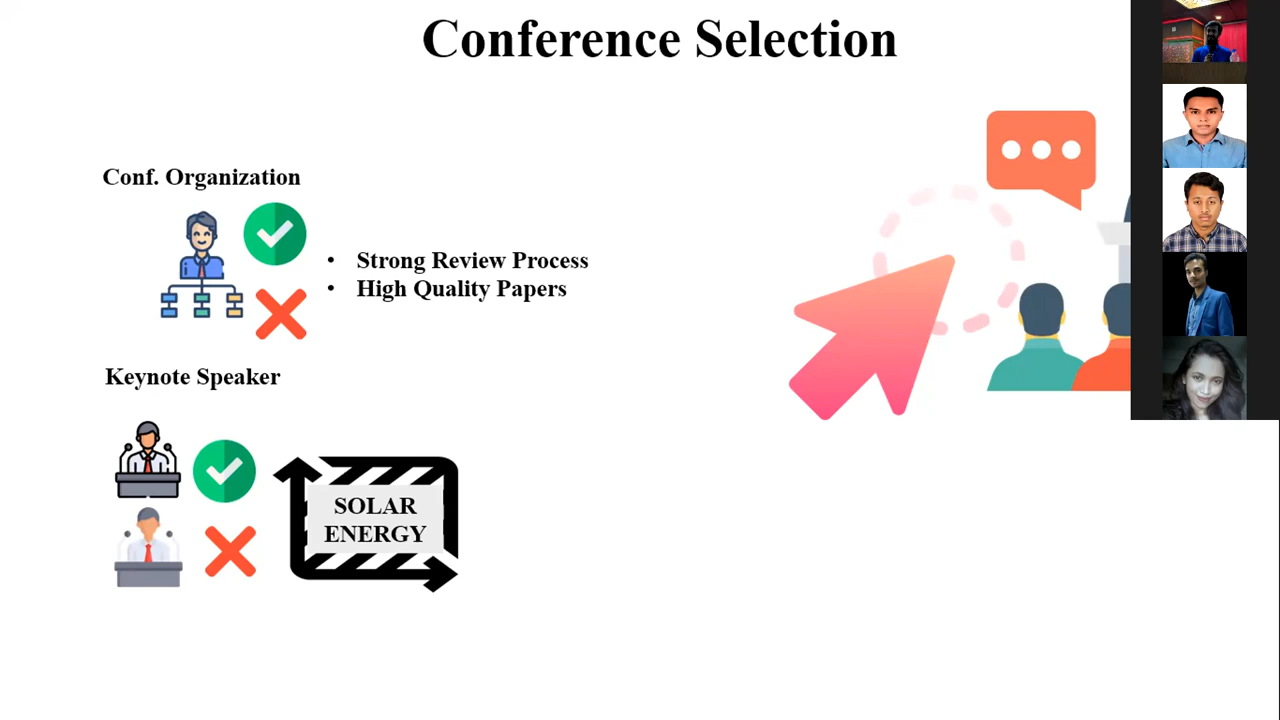 Conference Selection
Conf. Organization
• Strong Review Process
• High Quality Papers
Keynote Speaker
SOLAR
ENERGY